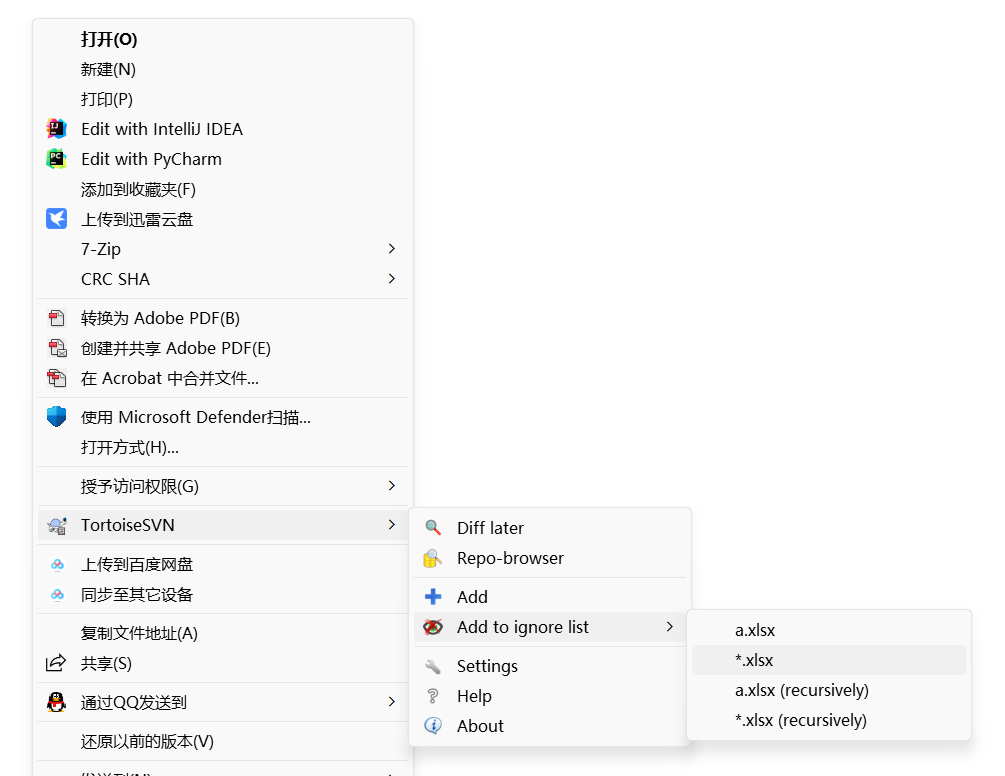 打开(O)
新建(N)
打印(P)
Edit with IntelliJ IDEA
Edit with PyCharm
添加到收藏夹(F)
上传到迅雷云盘
7-Zip
CRC SHA
转换为 Adobe PDF(B)
创建并共享 Adobe PDF(E)
在 Acrobat 中合并文件...
使用 Microsoft Defender扫描...
打开方式(H)...
授予访问权限(G)
TortoiseSVN
上传到百度网盘
同步至其它设备
复制文件地址(A)
共享(S)
通过QQ发送到
还原以前的版本(V)
Diff later
Repo-browser
Add
Add to ignore list
Settings
Help
About
a.xlsx
*.xlsx
a.xlsx (recursively)
*.xlsx (recursively)